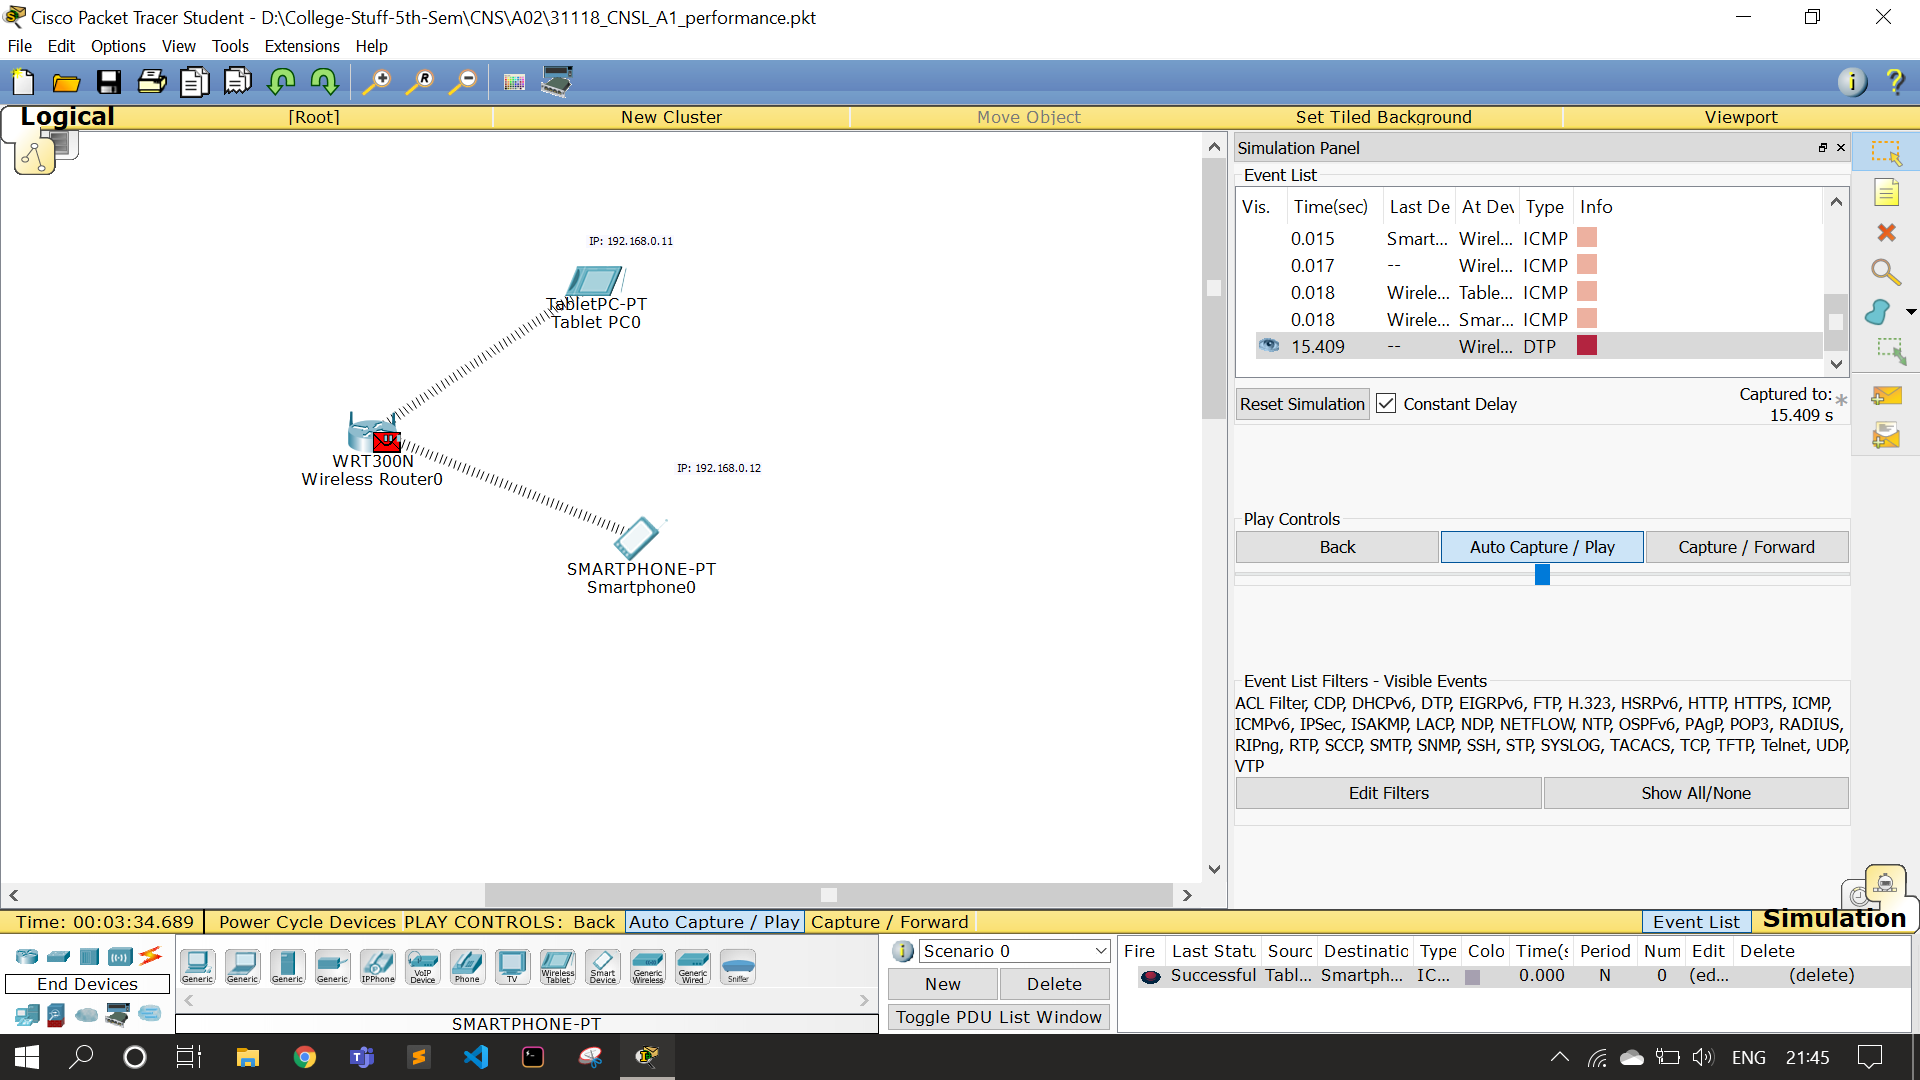 Cisco Packet Tracer Student - D:\College-Stuff-5th-Sem\CNS\A02\31118_CNSL_A1_performance.pkt
File Edit Options View Tools Extensions Help
Logical [Root] New Cluster Move Object Set Tiled Background Viewport
IP: 192.168.0.11
TabletPC-PT
Tablet PC0
WRT300N
Wireless Router0
IP: 192.168.0.12
SMARTPHONE-PT
Smartphone0
Simulation Panel
Event List
Vis. Time(sec) Last De At Dev Type Info
0.015 Smart... Wirel... ICMP
0.017 -- Wirel... ICMP
0.018 Wirele... Table... ICMP
0.018 Wirele... Smar... ICMP
15.409 -- Wirel... DTP
Reset Simulation Constant Delay Captured to: *
15.409 s
Play Controls
Back Auto Capture / Play Capture / Forward
Event List Filters - Visible Events
ACL Filter, CDP, DHCPv6, DTP, EIGRPv6, FTP, H.323, HSRPv6, HTTP, HTTPS, ICMP,
ICMPv6, IPSec, ISAKMP, LACP, NDP, NETFLOW, NTP, OSPFv6, PAgP, POP3, RADIUS,
RIPng, RTP, SCCP, SMTP, SNMP, SSH, STP, SYSLOG, TACACS, TCP, TFTP, Telnet, UDP,
VTP
Edit Filters Show All/None
Time: 00:03:34.689 Power Cycle Devices PLAY CONTROLS: Back Auto Capture / Play Capture / Forward Event List Simulation
End Devices
Generic Generic Generic Generic IPPhone VoIP Device Phone TV Wireless Tablet Smart Device Generic Wireless Generic Wired Sniffer
SMARTPHONE-PT
Scenario 0
New Delete
Toggle PDU List Window
Fire Last Statu Sourc Destinatio Type Colo Time(s Period Num Edit Delete
Successful Tabl... Smartph... IC... 0.000 N 0 (ed... (delete)
ENG 21:45